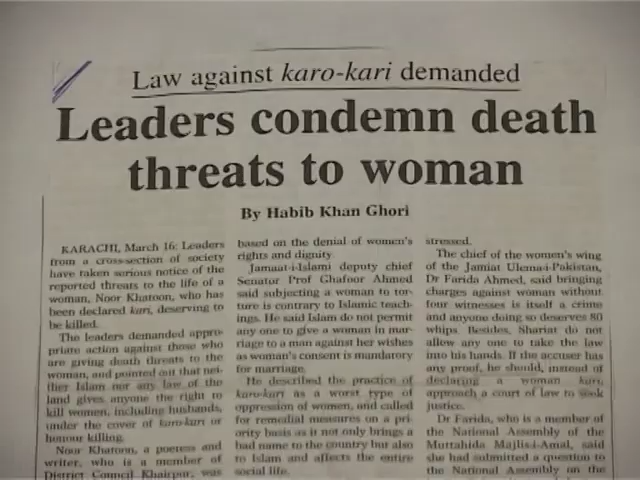 Law against karo-kari demanded
Leaders condemn death
threats to woman
By Habib Khan Ghori
KARACHI, March 16: Leaders
from a cross-section of society
have taken serious notice of the
reported threats to the life of a
woman, Noor Khatoon, who has
been declared kari, deserving to
be killed.
The leaders demanded appro-
priate action against those who
are giving death threats to the
woman, and pointed out that nei-
ther Islam nor any law of the
land gives anyone the right to
kill women, including husbands,
under the cover of karo-kari or
honour killing.
Noor Khatoon, a poetess and
writer, who is a member of
District Council Khairpur, was
based on the denial of women's
rights and dignity
Jamaat-i-Islami deputy chief
Senator Prof Ghafoor Ahmed
said subjecting a woman to tor-
ture is contrary to Islamic teach-
ings. He said Islam do not permit
any one to give a woman in mar-
riage to a man against her wishes
as woman's consent is mandatory
for marriage.
He described the practice of
karo-karo as a worst type of
oppression of women, and called
for remedial measures on a pri-
ority basis as it not only brings a
bad name to the country but also
to Islam and affects the entire
social life.
stressed.
The chief of the women's wing
of the Jamiat Ulema-i-Pakistan,
Dr Farida Ahmed, said bringing
charges against woman without
four witnesses is itself a crime
and anyone doing so deserves 80
whips. Besides, Shariat do not
allow any one to take the law
into his hands. If the accuser has
any proof, he should, instead of
declaring a woman kari,
approach a court of law to seek
justice.
Dr Farida, who is a member of
the National Assembly of the
Muttahida Majlis-i-Amal, said
she had submitted a question to
the National Assembly on the